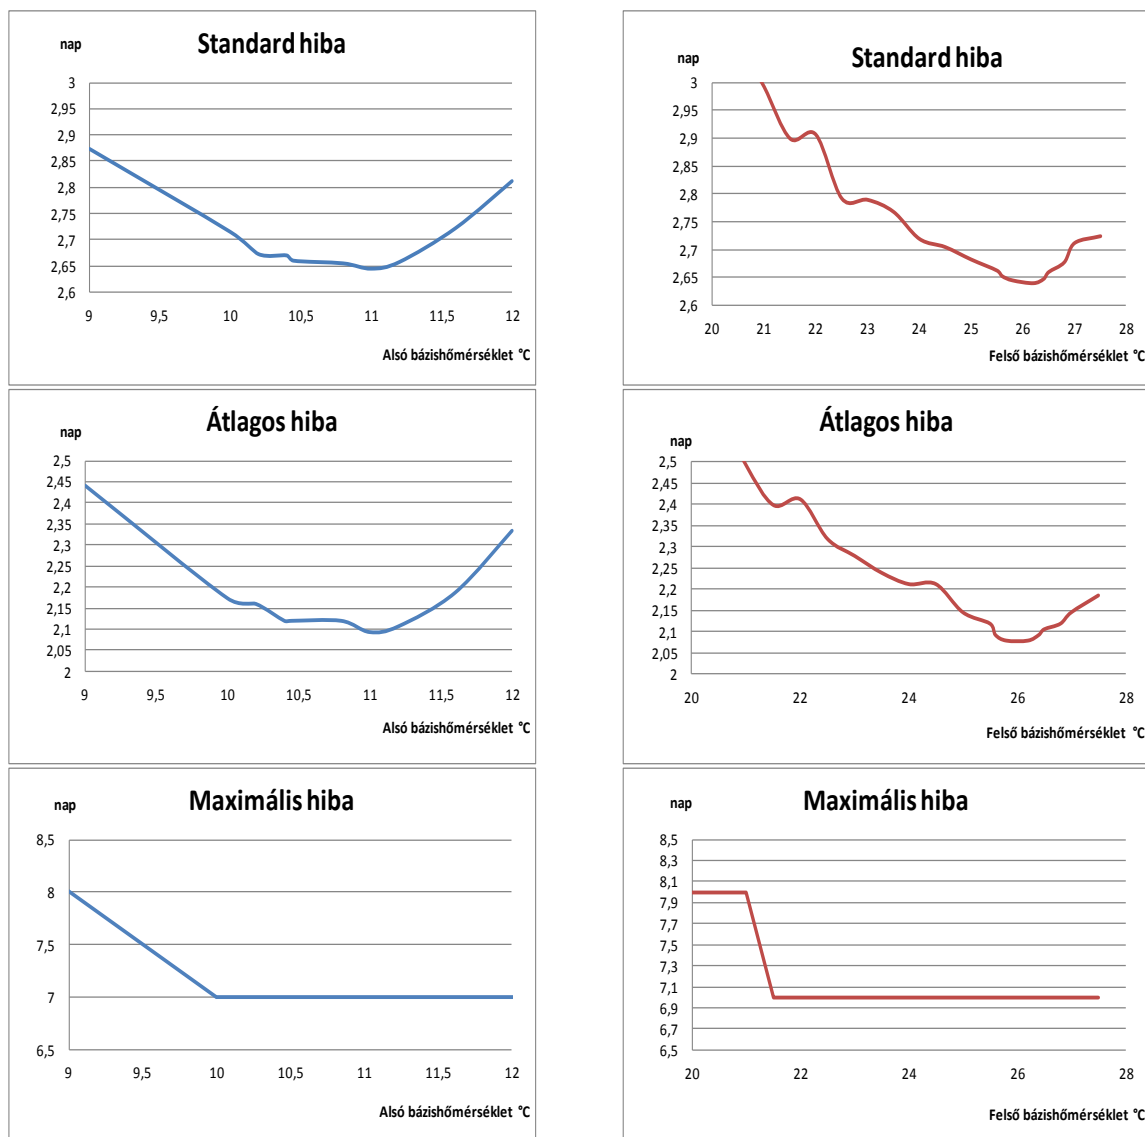 Standard hiba
nap
3
2,95
2,9
2,85
2,8
2,75
2,7
2,65
2,6
9 9,5 10 10,5 11 11,5 12
Alsó bázishőmérséklet °C
Standard hiba
nap
3
2,95
2,9
2,85
2,8
2,75
2,7
2,65
2,6
20 21 22 23 24 25 26 27 28
Felső bázishőmérséklet °C
Átlagos hiba
nap
2,5
2,45
2,4
2,35
2,3
2,25
2,2
2,15
2,1
2,05
2
9 9,5 10 10,5 11 11,5 12
Alsó bázishőmérséklet °C
Átlagos hiba
nap
2,5
2,45
2,4
2,35
2,3
2,25
2,2
2,15
2,1
2,05
2
20 22 24 26 28
Felső bázishőmérséklet °C
Maximális hiba
nap
8,5
8
7,5
7
6,5
9 9,5 10 10,5 11 11,5 12
Alsó bázishőmérséklet °C
Maximális hiba
nap
8,5
8,3
8,1
7,9
7,7
7,5
7,3
7,1
6,9
6,7
6,5
20 22 24 26 28
Felső bázishőmérséklet °C